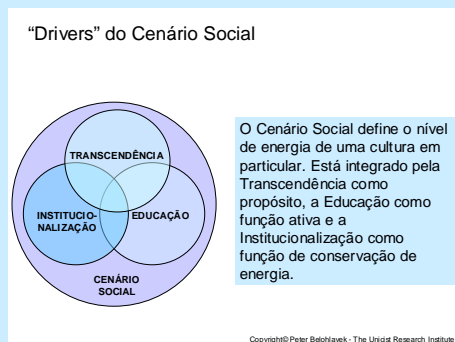 “Drivers” do Cenário Social
TRANSCENDÊNCIA
INSTITUCIO-
NALIZAÇÃO
EDUCAÇÃO
CENÁRIO
SOCIAL
O Cenário Social define o nível
de energia de uma cultura em
particular. Está integrado pela
Transcendência como
propósito, a Educação como
função ativa e a
Institucionalização como
função de conservação de
energia.
Copyright© Peter Belohlavek - The Unicist Research Institute